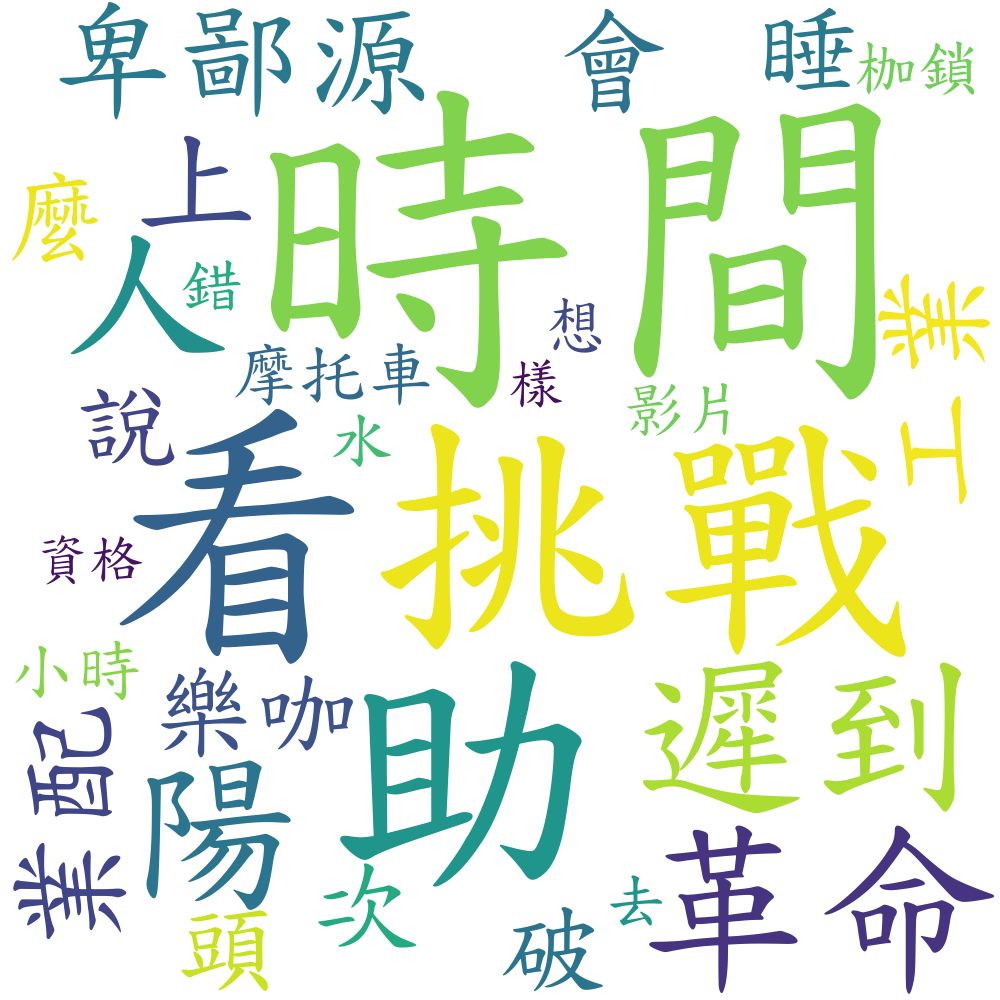 卑鄙源
會
睡
枷鎖
時間
上
麼
人
錯
業工
想
摩托車
樣
影片
說
水
看
挑戰
資格
小時
樂咖
助
遲到
業配
陽
革命
頭
次
破
去